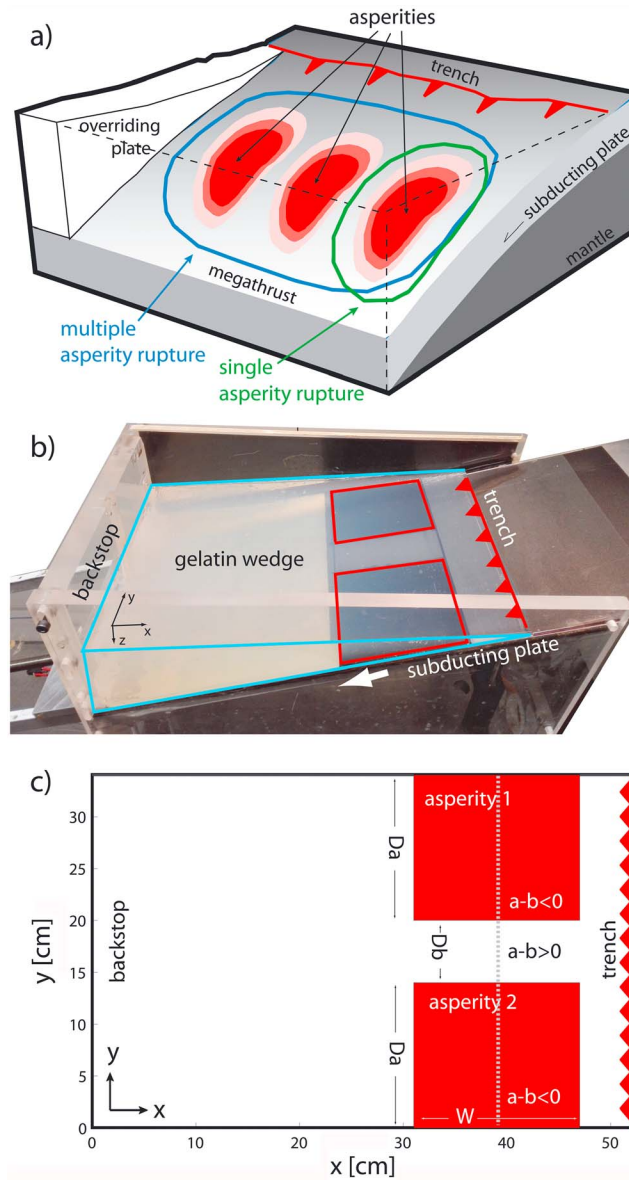 a)
asperities
trench
overriding
plate
subducting plate
mantle
megathrust
multiple
asperity rupture
single
asperity rupture
b)
backstop
gelatin wedge
trench
y
x
z
subducting plate
c)
asperity 1
Da
a-b<0
Db
a-b>0
backstop
trench
asperity 2
Da
a-b<0
W
y
x
y [cm]
30
25
20
15
10
5
0
0
10
20
30
40
50
x [cm]